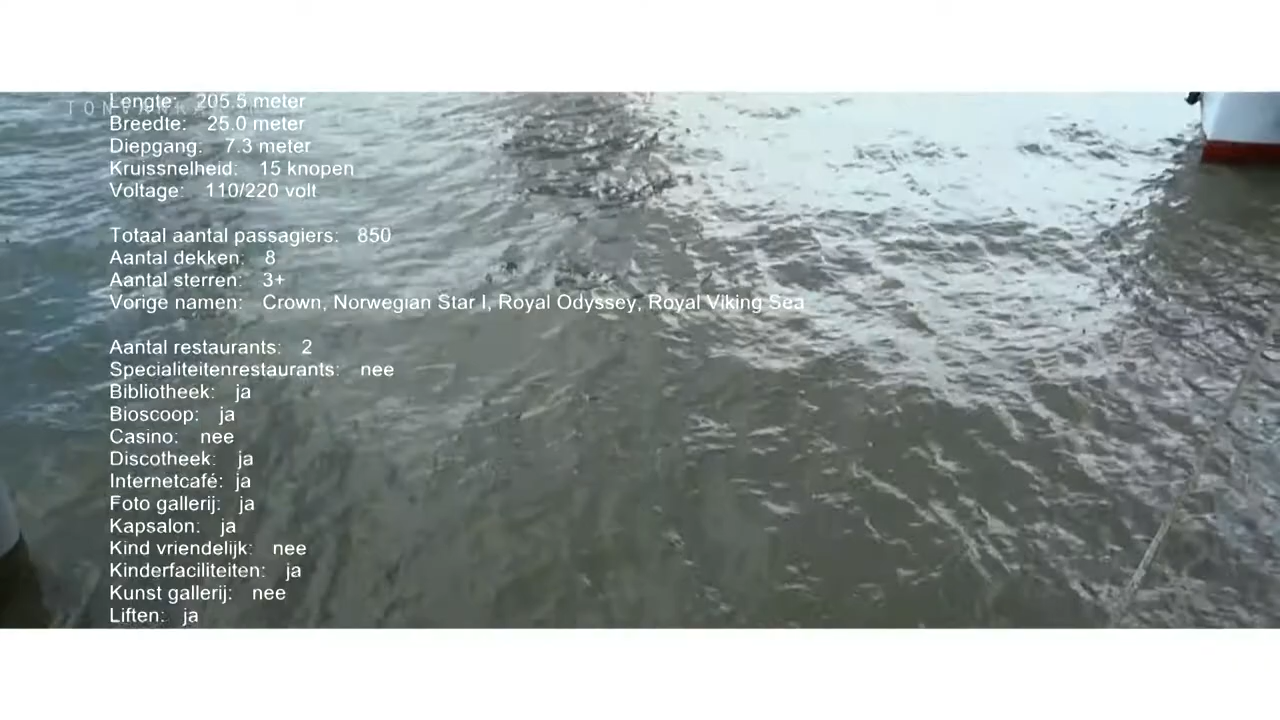 Lengte: 205.5 meter
Breedte: 25.0 meter
Diepgang: 7.3 meter
Kruissnelheid: 15 knopen
Voltage: 110/220 volt
Totaal aantal passagiers: 850
Aantal dekken: 8
Aantal sterren: 3+
Vorige namen: Crown, Norwegian Star I, Royal Odyssey, Royal Viking Sea
Aantal restaurants: 2
Specialiteitenrestaurants: nee
Bibliotheek: ja
Bioscoop: ja
Casino: nee
Discotheek: ja
Internetcafé: ja
Foto gallerij: ja
Kapsalon: ja
Kind vriendelijk: nee
Kinderfaciliteiten: ja
Kunst gallerij: nee
Liften: ja